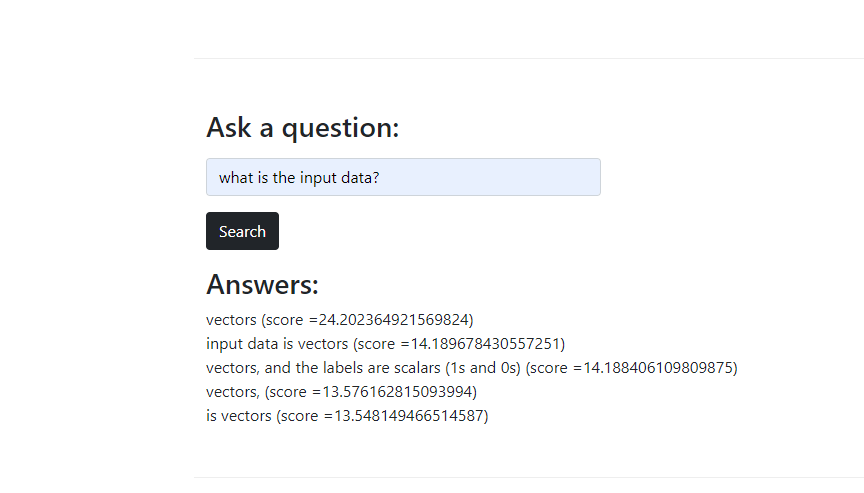 Ask a question:
what is the input data?
Search
Answers:
vectors (score =24.202364921569824)
input data is vectors (score =14.189678430557251)
vectors, and the labels are scalars (1s and 0s) (score =14.188406109809875)
vectors, (score =13.576162815093994)
is vectors (score =13.548149466514587)